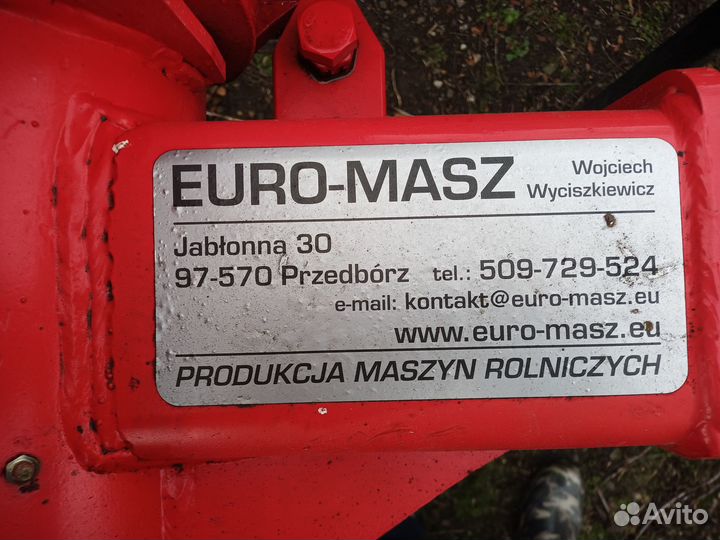 EURO-MASZ Wojciech
Wyciszkiewicz
Jabłonna 30
97-570 Przedbórz tel.: 509-729-524
e-mail: kontakt@euro-masz.eu
www.euro-masz.eu
PRODUKCJA MASZYN ROLNICZYCH
Avito